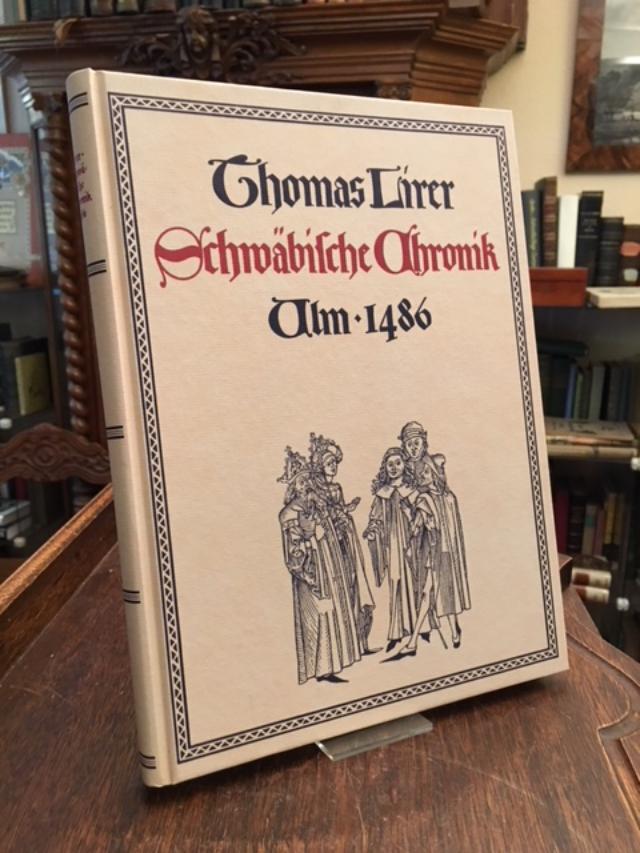 Thomas Lirer
Schwäbische Chronik
Ulm · 1486